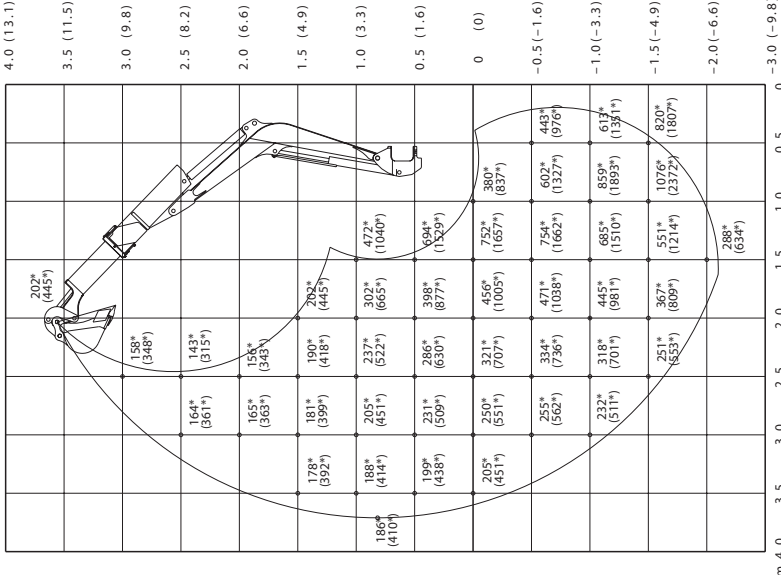 4.0 (13.1)
202*
(445*)
3.5 (11.5)
3.0 (9.8)
158*
(348*)
2.5 (8.2)
164* 143*
(361*) (315*)
2.0 (6.6)
165* 156*
(363*) (343*)
1.5 (4.9)
178* 181* 190* 202*
(392*) (399*) (418*) (445*)
1.0 (3.3)
186* 188* 205* 237* 302* 472*
(410*) (414*) (451*) (522*) (665*) (1040*)
0.5 (1.6)
199* 231* 286* 398* 694*
(438*) (509*) (630*) (877*) (1529*)
0 (0)
205* 250* 321* 456* 752* 380*
(451*) (551*) (707*) (1005*) (1657*) (837*)
−0.5 (−1.6)
255* 334* 471* 754* 602* 443*
(562*) (736*) (1038*) (1662*) (1327*) (976*)
−1.0 (−3.3)
232* 318* 445* 685* 859* 613*
(511*) (701*) (981*) (1510*) (1893*) (1351*)
−1.5 (−4.9)
251* 367* 551* 1076* 820*
(553*) (809*) (1214*) (2372*) (1807*)
−2.0 (−6.6)
288*
(634*)
−3.0 (−9.8)